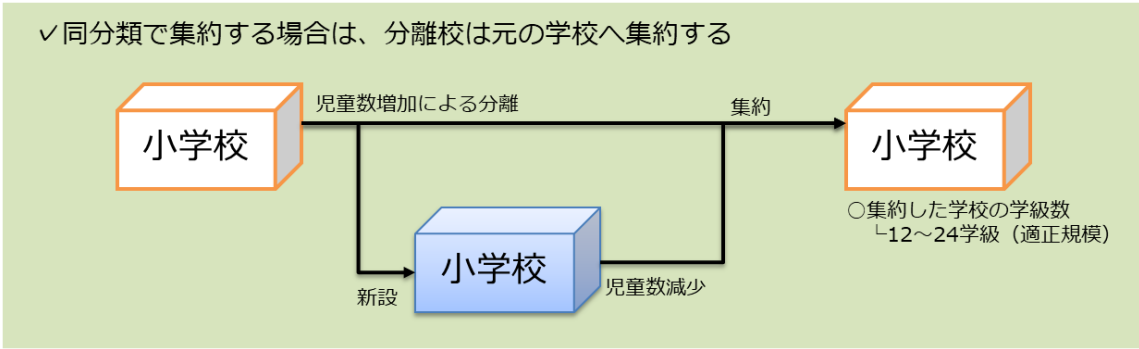 ✓同分類で集約する場合は、分離校は元の学校へ集約する
児童数増加による分離
集約
小学校
小学校
○集約した学校の学級数
└12～24学級（適正規模）
小学校
新設
児童数減少